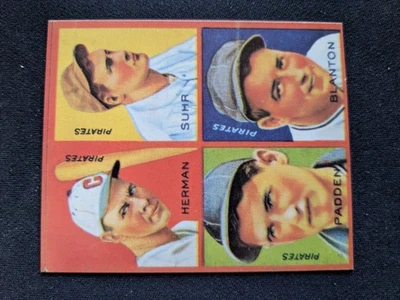 PIRATES
SUHR
PIRATES
BLANTON
PIRATES
HERMAN
C
PIRATES
PADDEN